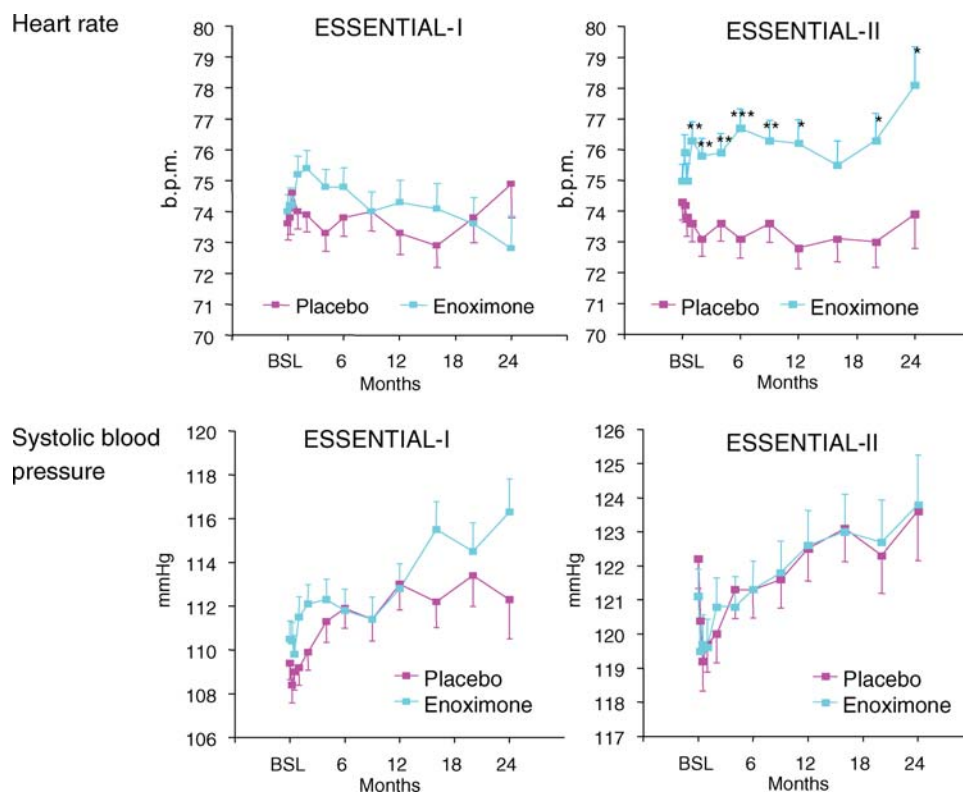 Heart rate
ESSENTIAL-I
80
79
78
77
76
75
74
73
72
71
70
b.p.m.
Placebo
Enoximone
BSL 6 12 18 24
Months
ESSENTIAL-II
80
79
78
77
76
75
74
73
72
71
70
b.p.m.
** ** ** *** ** * * *
Placebo
Enoximone
BSL 6 12 18 24
Months
Systolic blood
pressure
ESSENTIAL-I
120
118
116
114
112
110
108
106
mmHg
Placebo
Enoximone
BSL 6 12 18 24
Months
ESSENTIAL-II
126
125
124
123
122
121
120
119
118
117
mmHg
Placebo
Enoximone
BSL 6 12 18 24
Months